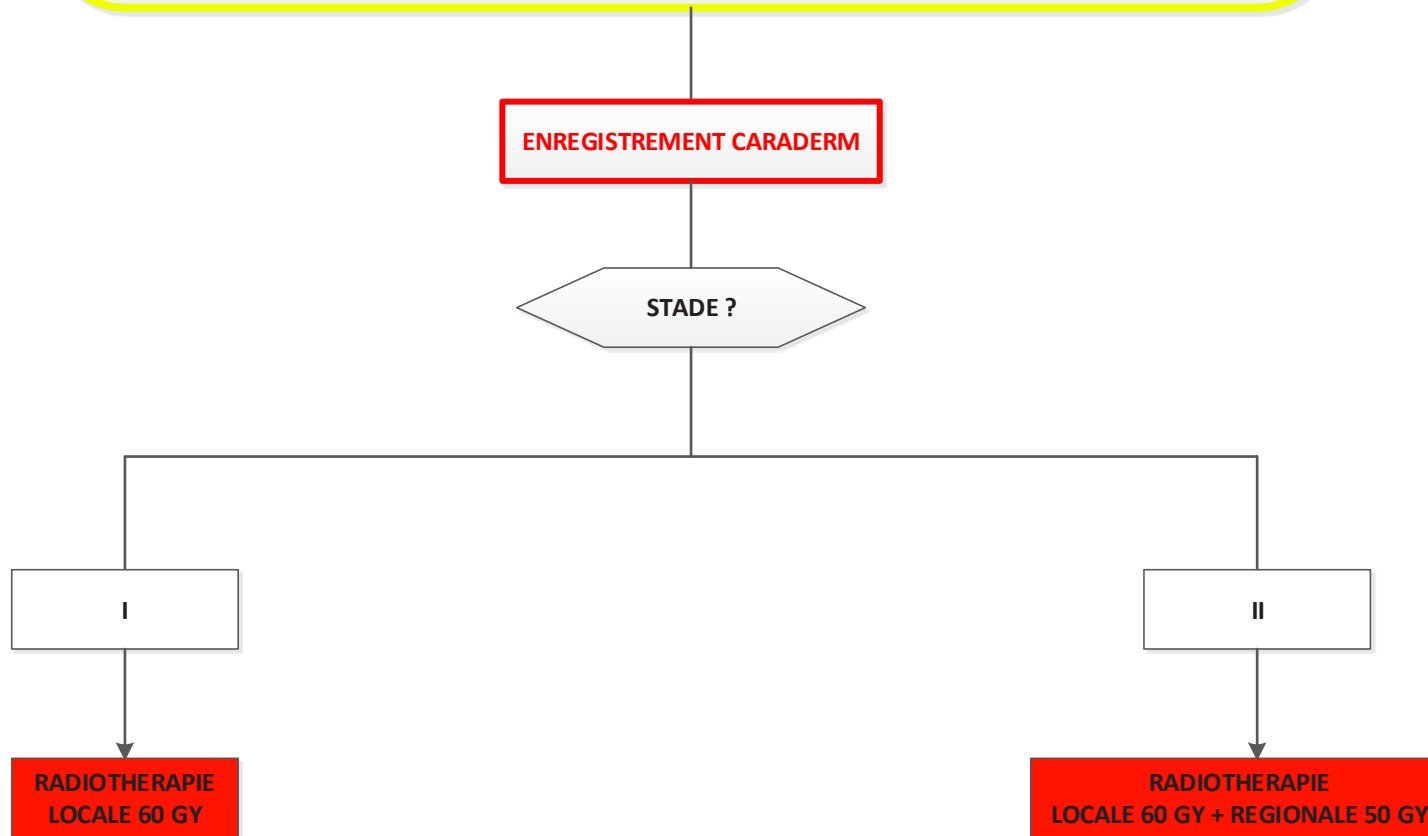 ENREGISTREMENT CARADERM
STADE ?
I
II
RADIOTHERAPIE
LOCALE 60 GY
RADIOTHERAPIE
LOCALE 60 GY + REGIONALE 50 GY